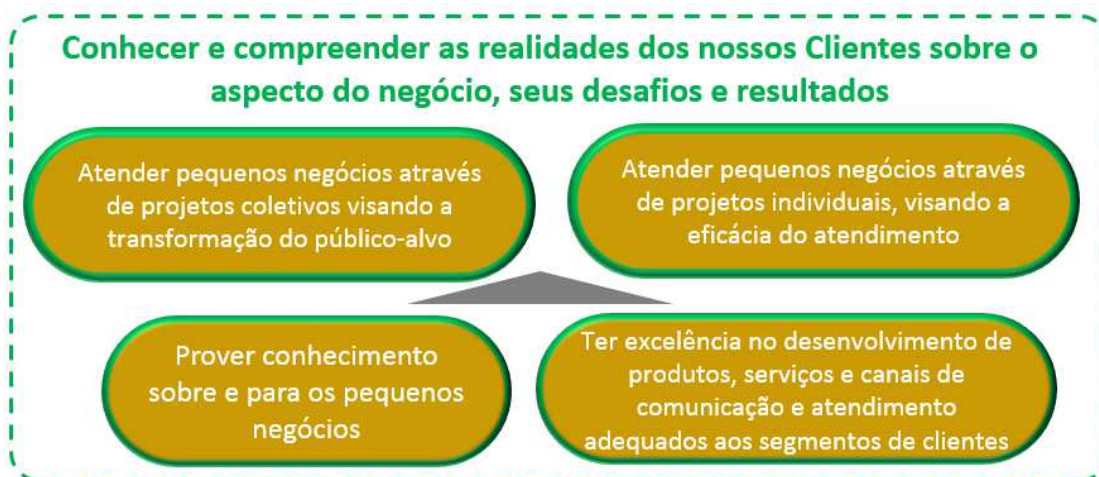 Conhecer e compreender as realidades dos nossos Clientes sobre o
aspecto do negócio, seus desafios e resultados
Atender pequenos negócios através
de projetos coletivos visando a
transformação do público-alvo
Atender pequenos negócios através
de projetos individuais, visando a
eficácia do atendimento
Prover conhecimento
sobre e para os pequenos
negócios
Ter excelência no desenvolvimento de
produtos, serviços e canais de
comunicação e atendimento
adequados aos segmentos de clientes